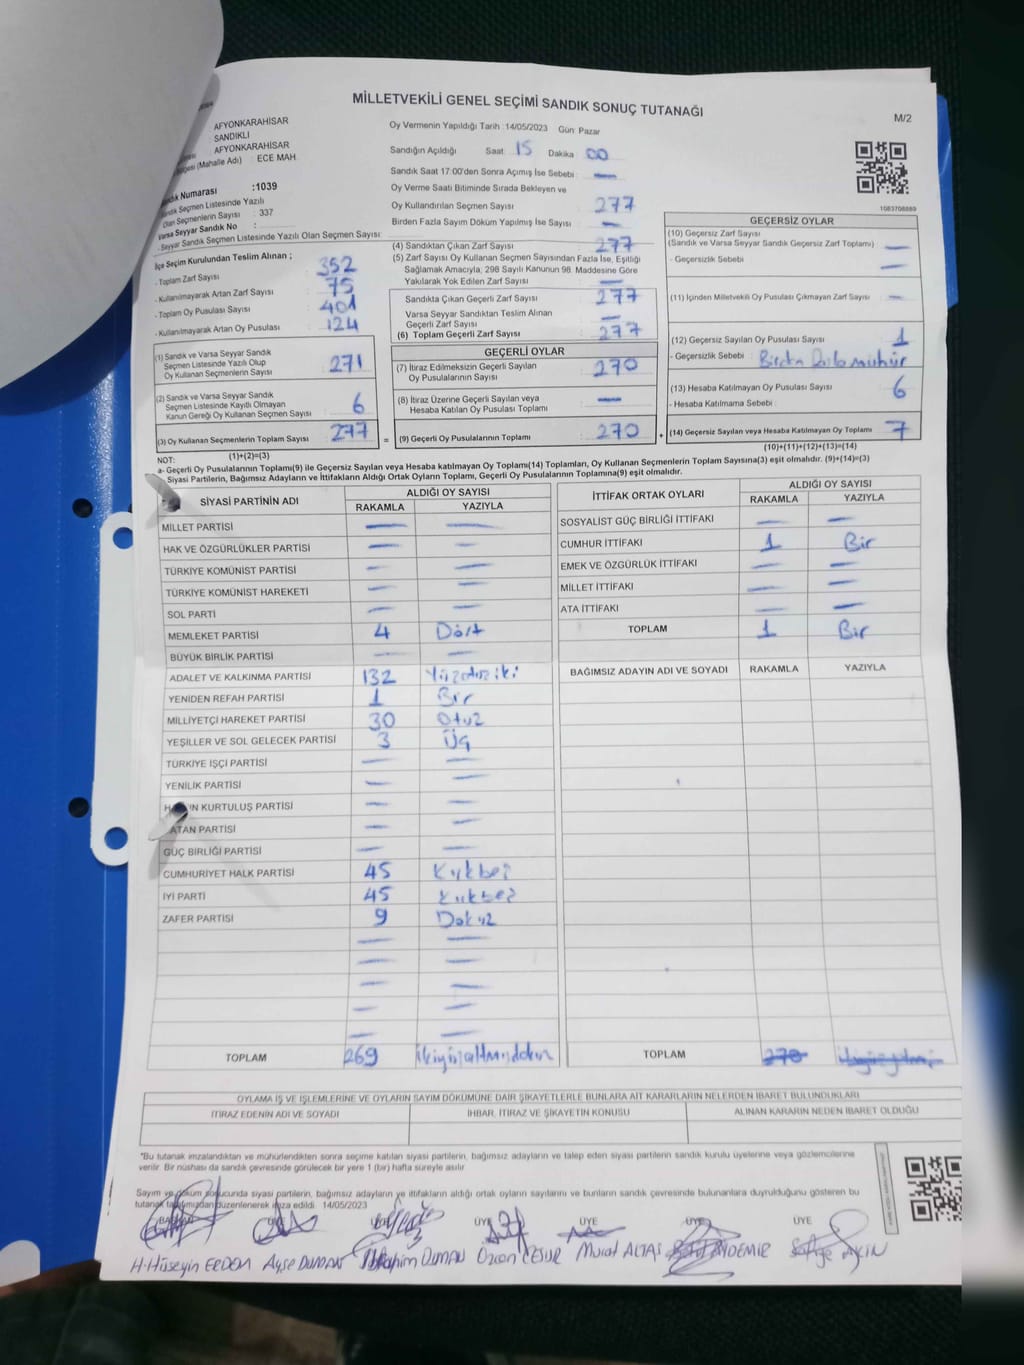 MİLLETVEKİLİ GENEL SEÇİMİ SANDIK SONUÇ TUTANAĞI
M/2
AFYONKARAHİSAR
SANDIKLI
AFYONKARAHİSAR
(Mahalle Adı) : ECE MAH
Numarası :1039
Sandık Seçmen Listesinde Yazılı
Olan Seçmenlerin Sayısı : 337
Varsa Seyyar Sandık No :
Seyyar Sandık Seçmen Listesinde Yazılı Olan Seçmen Sayısı
İlçe Seçim Kurulundan Teslim Alınan ;
- Toplam Zarf Sayısı : 352
- Kullanılmayarak Artan Zarf Sayısı : 75
- Toplam Oy Pusulası Sayısı : 401
- Kullanılmayarak Artan Oy Pusulası : 124
(1) Sandık ve Varsa Seyyar Sandık
Seçmen Listesinde Yazılı Olup
Oy Kullanan Seçmenlerin Sayısı : 271
(2) Sandık ve Varsa Seyyar Sandık
Seçmen Listesinde Kayıtlı Olmayan
Kanun Gereği Oy Kullanan Seçmen Sayısı : 6
(3) Oy Kullanan Seçmenlerin Toplam Sayısı : 277
(1)+(2)=(3)
Oy Vermenin Yapıldığı Tarih :14/05/2023 Gün: Pazar
Sandığın Açıldığı Saat: 15 Dakika: 00
Sandık Saat 17:00'den Sonra Açılmış İse Sebebi : —
Oy Verme Saati Bitiminde Sırada Bekleyen ve
Oy Kullandırılan Seçmen Sayısı : 277
Birden Fazla Sayım Döküm Yapılmış İse Sayısı : —
(4) Sandıktan Çıkan Zarf Sayısı : 277
(5) Zarf Sayısı Oy Kullanan Seçmen Sayısından Fazla İse, Eşitliği
Sağlamak Amacıyla, 298 Sayılı Kanunun 98. Maddesine Göre
Yakılarak Yok Edilen Zarf Sayısı : —
Sandıkta Çıkan Geçerli Zarf Sayısı : 277
Varsa Seyyar Sandıktan Teslim Alınan
Geçerli Zarf Sayısı : —
(6) Toplam Geçerli Zarf Sayısı : 277
GEÇERLİ OYLAR
(7) İtiraz Edilmeksizin Geçerli Sayılan
Oy Pusulalarının Sayısı : 270
(8) İtiraz Üzerine Geçerli Sayılan veya
Hesaba Katılan Oy Pusulası Toplamı : —
= (9) Geçerli Oy Pusulalarının Toplamı : 270
1083708889
GEÇERSİZ OYLAR
(10) Geçersiz Zarf Sayısı
(Sandık ve Varsa Seyyar Sandık Geçersiz Zarf Toplamı) : —
- Geçersizlik Sebebi : —
(11) İçinden Milletvekili Oy Pusulası Çıkmayan Zarf Sayısı : —
(12) Geçersiz Sayılan Oy Pusulası Sayısı : 1
- Geçersizlik Sebebi : Birden fazla mühür
(13) Hesaba Katılmayan Oy Pusulası Sayısı : 6
- Hesaba Katılmama Sebebi :
+ (14) Geçersiz Sayılan veya Hesaba Katılmayan Oy Toplamı : 7
(10)+(11)+(12)+(13)=(14)
NOT:
a- Geçerli Oy Pusulalarının Toplamı(9) ile Geçersiz Sayılan veya Hesaba katılmayan Oy Toplamı(14) Toplamları, Oy Kullanan Seçmenlerin Toplam Sayısına(3) eşit olmalıdır. (9)+(14)=(3)
Siyasi Partilerin, Bağımsız Adayların ve İttifakların Aldığı Ortak Oyların Toplamı, Geçerli Oy Pusulalarının Toplamına(9) eşit olmalıdır.
SİYASİ PARTİNİN ADI ALDIĞI OY SAYISI
RAKAMLA YAZIYLA
MİLLET PARTİSİ — —
HAK VE ÖZGÜRLÜKLER PARTİSİ — —
TÜRKİYE KOMÜNİST PARTİSİ — —
TÜRKİYE KOMÜNİST HAREKETİ — —
SOL PARTİ — —
MEMLEKET PARTİSİ 4 Dört
BÜYÜK BİRLİK PARTİSİ — —
ADALET VE KALKINMA PARTİSİ 132 Yüzotuziki
YENİDEN REFAH PARTİSİ 1 Bir
MİLLİYETÇİ HAREKET PARTİSİ 30 Otuz
YEŞİLLER VE SOL GELECEK PARTİSİ 3 Üç
TÜRKİYE İŞÇİ PARTİSİ — —
YENİLİK PARTİSİ — —
KURTULUŞ PARTİSİ — —
VATAN PARTİSİ — —
GÜÇ BİRLİĞİ PARTİSİ — —
CUMHURİYET HALK PARTİSİ 45 Kırkbeş
İYİ PARTİ 45 Kırkbeş
ZAFER PARTİSİ 9 Dokuz
— —
— —
— —
— —
— —
TOPLAM 269 ikiyüzaltmışdokuz
İTTİFAK ORTAK OYLARI ALDIĞI OY SAYISI
RAKAMLA YAZIYLA
SOSYALİST GÜÇ BİRLİĞİ İTTİFAKI — —
CUMHUR İTTİFAKI 1 Bir
EMEK VE ÖZGÜRLÜK İTTİFAKI — —
MİLLET İTTİFAKI — —
ATA İTTİFAKI — —
TOPLAM 1 Bir
BAĞIMSIZ ADAYIN ADI VE SOYADI RAKAMLA YAZIYLA
TOPLAM 270
OYLAMA İŞ VE İŞLEMLERİNE VE OYLARIN SAYIM DÖKÜMÜNE DAİR ŞİKAYETLERLE BUNLARA AİT KARARLARIN NELERDEN İBARET BULUNDUKLARI
İTİRAZ EDENİN ADI VE SOYADI İHBAR, İTİRAZ VE ŞİKAYETİN KONUSU ALINAN KARARIN NEDEN İBARET OLDUĞU
*Bu tutanak imzalandıktan ve mühürlendikten sonra seçime katılan siyasi partilerin, bağımsız adayların ve talep eden siyasi partilerin sandık kurulu üyelerine veya gözlemcilerine
verilir. Bir nüshası da sandık çevresinde görülecek bir yere 1 (bir) hafta süreyle asılır.
Sayım ve döküm sonucunda siyasi partilerin, bağımsız adayların ve ittifakların aldığı ortak oyların sayılarını ve bunların sandık çevresinde bulunanlara duyrulduğunu gösteren bu
tutanak tarafımızdan düzenlenerek imza edildi. 14/05/2023
ÜYE ÜYE ÜYE ÜYE ÜYE
H.Hüseyin ERDEN Ayşe DUMAN İbrahim DUMAN Özcan CESUR Murat ALTAŞ AYDEMİR AKIN